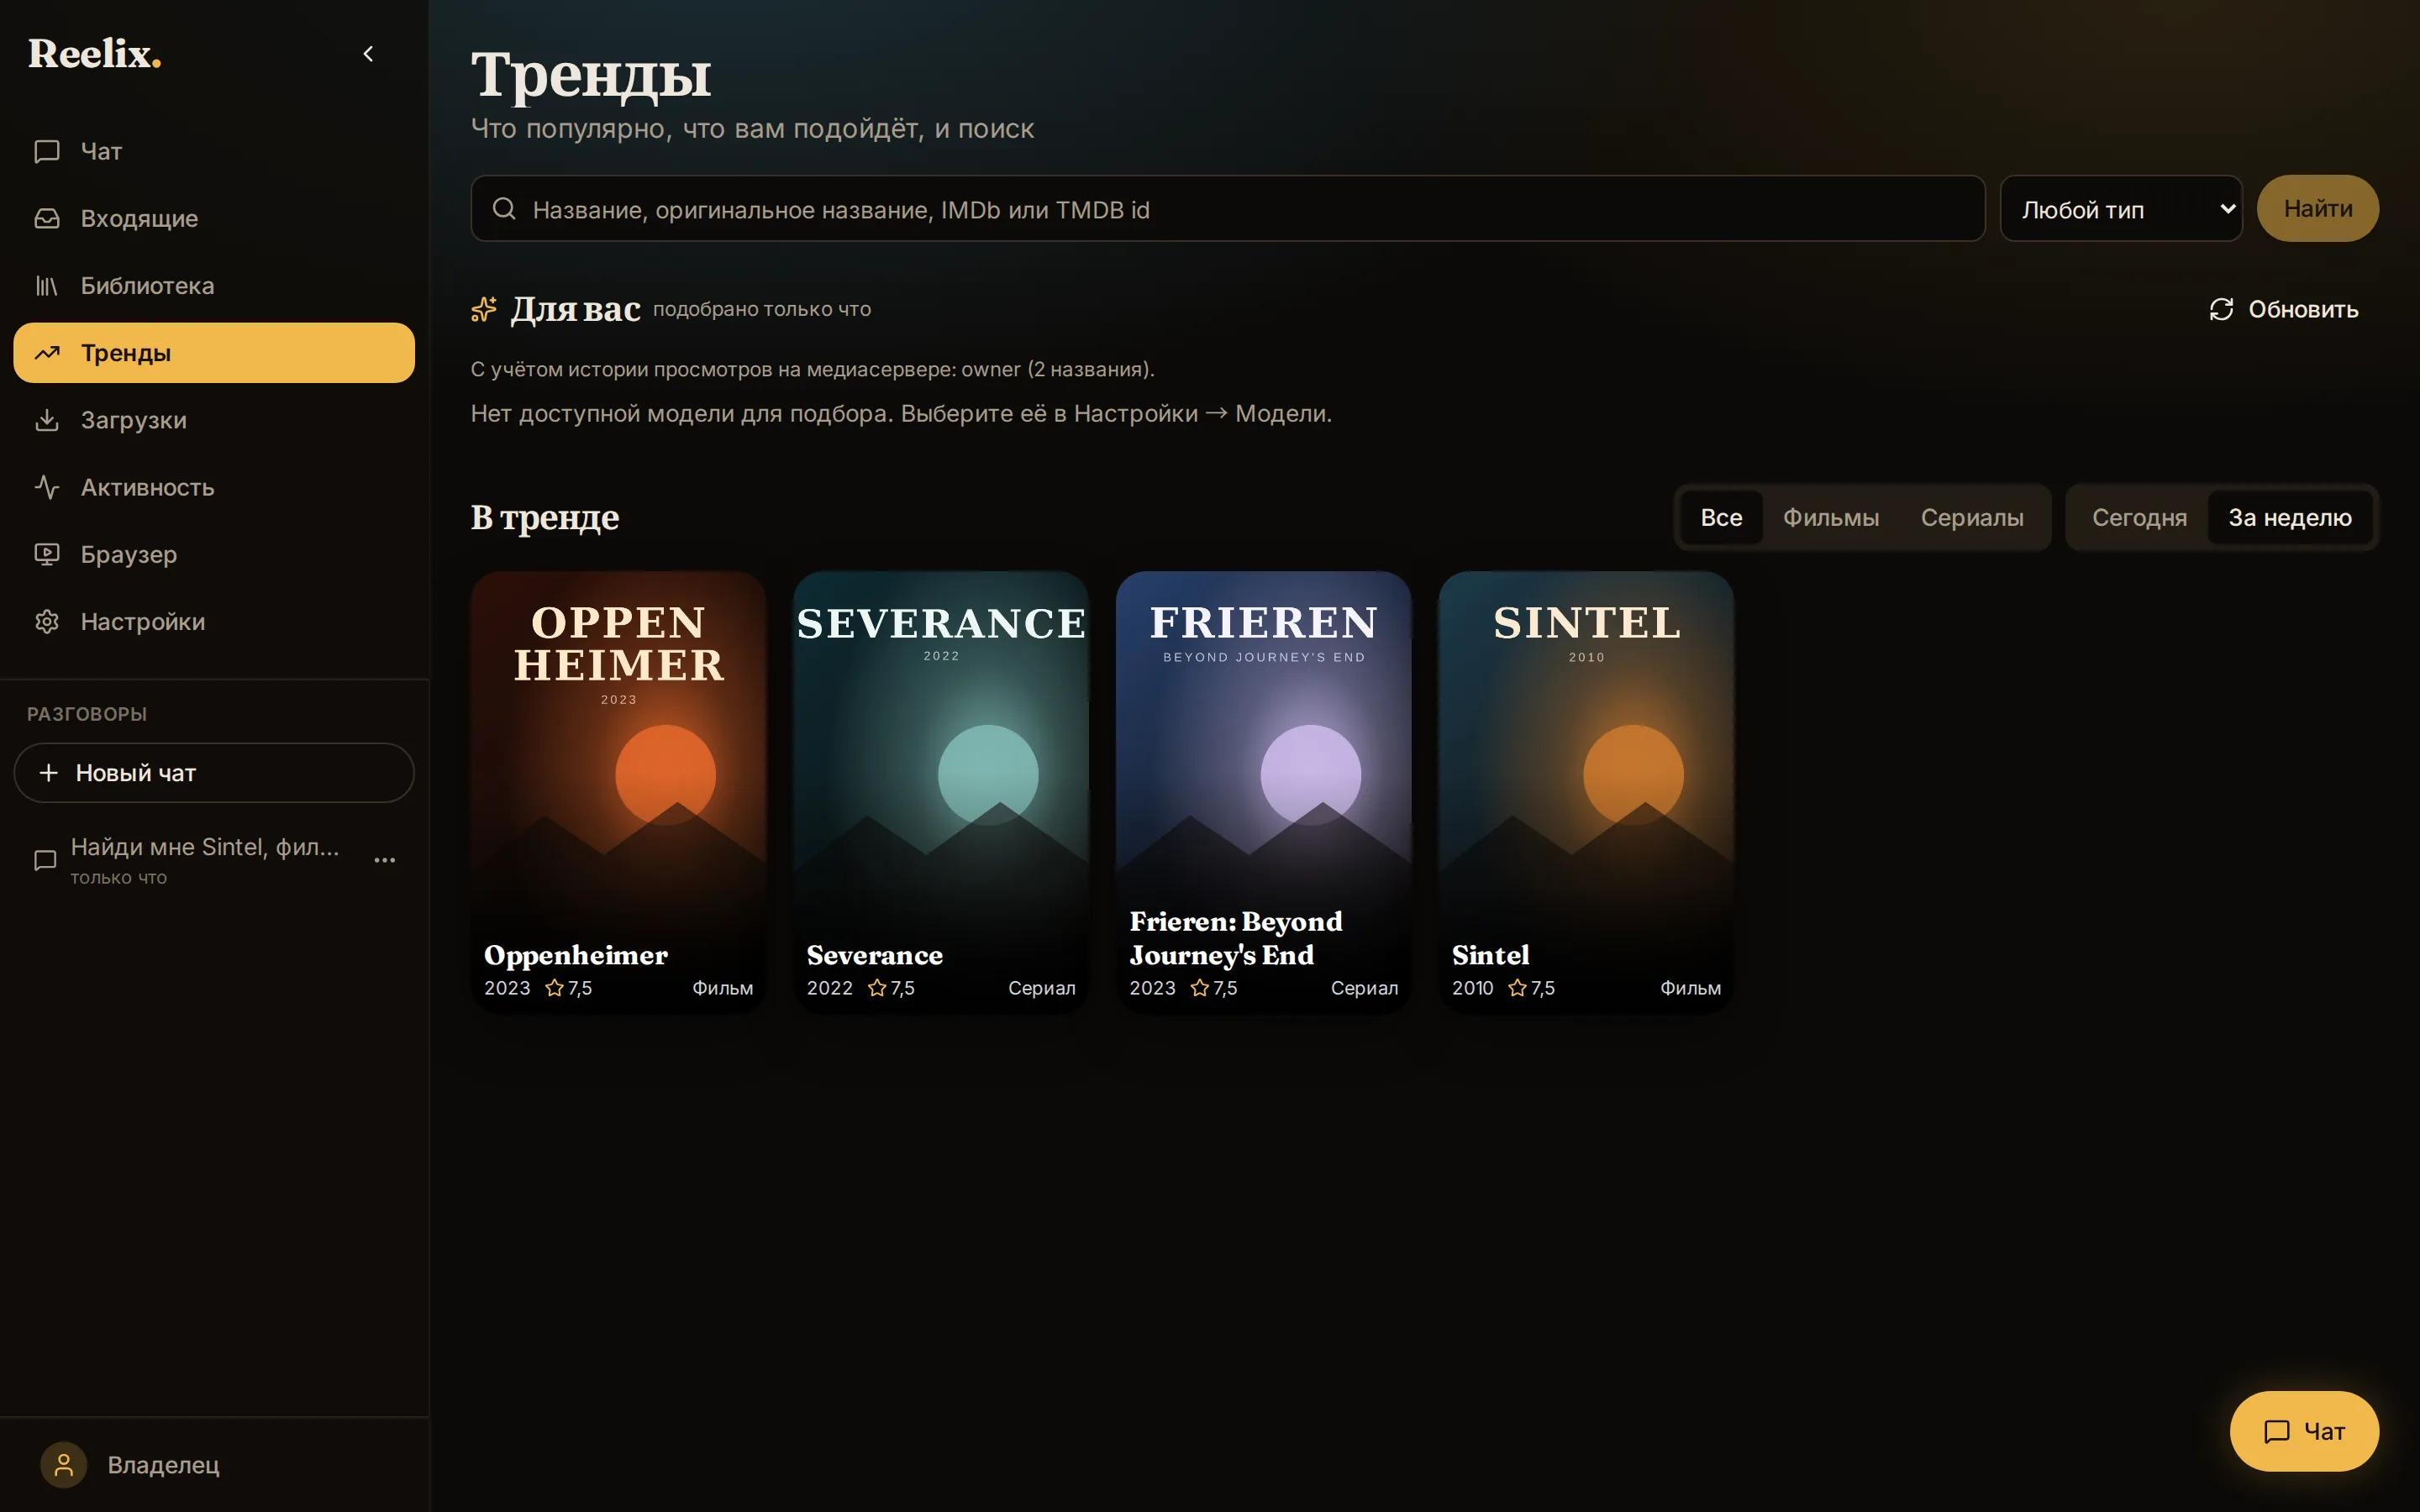 Reelix.
Чат
Входящие
Библиотека
Тренды
Загрузки
Активность
Браузер
Настройки
РАЗГОВОРЫ
Новый чат
Найди мне Sintel, фил...
только что
Владелец
Тренды
Что популярно, что вам подойдёт, и поиск
Название, оригинальное название, IMDb или TMDB id
Любой тип
Найти
Для вас подобрано только что
Обновить
С учётом истории просмотров на медиасервере: owner (2 названия).
Нет доступной модели для подбора. Выберите её в Настройки → Модели.
В тренде
Все Фильмы Сериалы
Сегодня За неделю
OPPEN
HEIMER
2023
Oppenheimer
2023 7,5 Фильм
SEVERANCE
2022
Severance
2022 7,5 Сериал
FRIEREN
BEYOND JOURNEY'S END
Frieren: Beyond
Journey's End
2023 7,5 Сериал
SINTEL
2010
Sintel
2010 7,5 Фильм
Чат